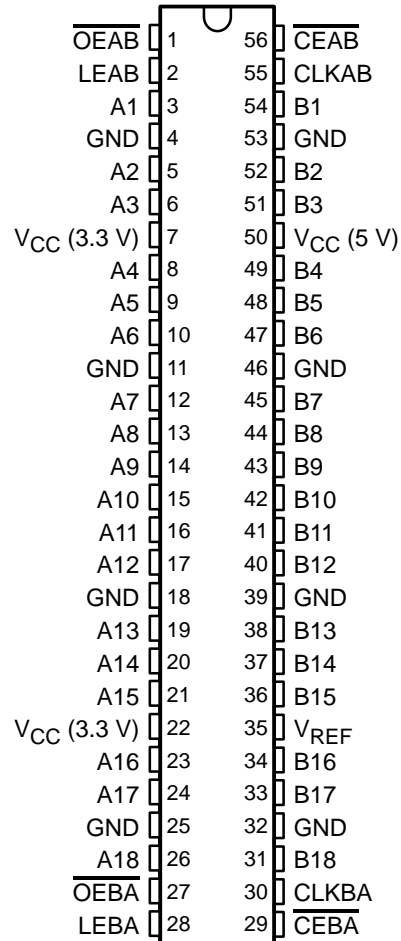 O̅E̅A̅B̅ 1 56 C̅E̅A̅B̅
LEAB 2 55 CLKAB
A1 3 54 B1
GND 4 53 GND
A2 5 52 B2
A3 6 51 B3
VCC (3.3 V) 7 50 VCC (5 V)
A4 8 49 B4
A5 9 48 B5
A6 10 47 B6
GND 11 46 GND
A7 12 45 B7
A8 13 44 B8
A9 14 43 B9
A10 15 42 B10
A11 16 41 B11
A12 17 40 B12
GND 18 39 GND
A13 19 38 B13
A14 20 37 B14
A15 21 36 B15
VCC (3.3 V) 22 35 VREF
A16 23 34 B16
A17 24 33 B17
GND 25 32 GND
A18 26 31 B18
O̅E̅B̅A̅ 27 30 CLKBA
LEBA 28 29 C̅E̅B̅A̅